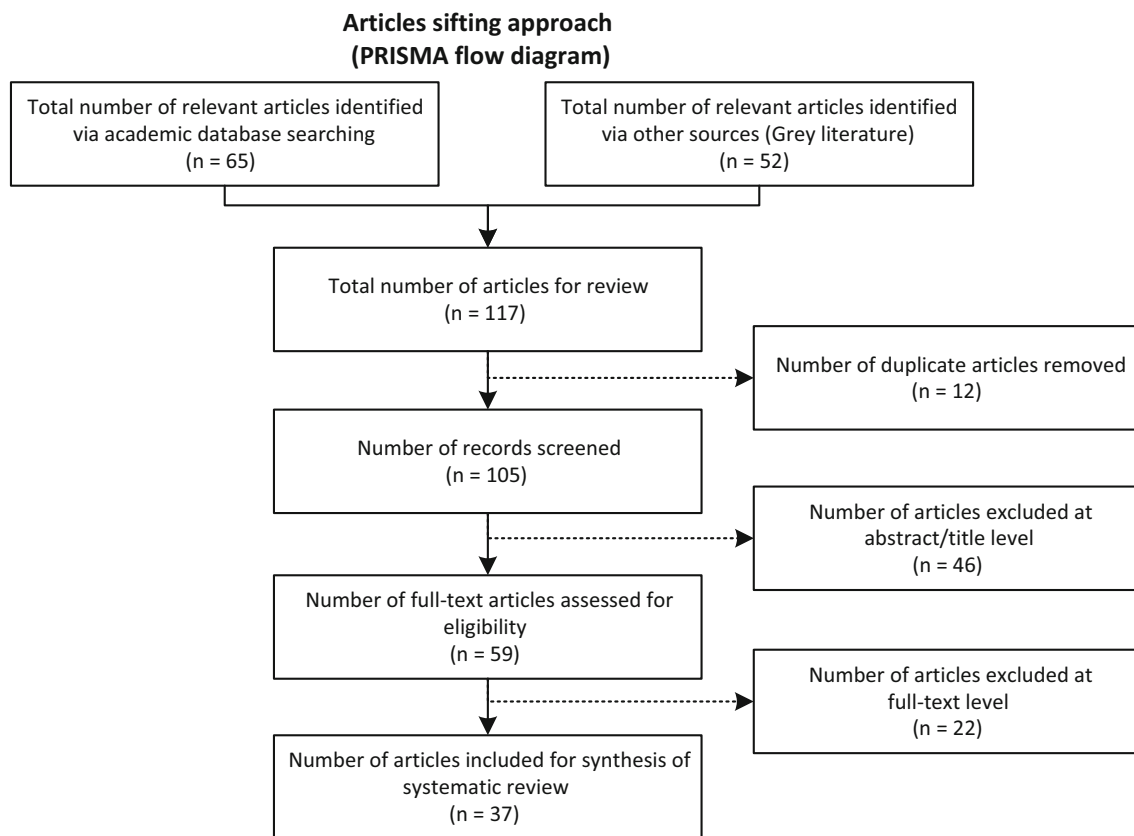 Articles sifting approach
(PRISMA flow diagram)
Total number of relevant articles identified
via academic database searching
(n = 65)
Total number of relevant articles identified
via other sources (Grey literature)
(n = 52)
Total number of articles for review
(n = 117)
Number of duplicate articles removed
(n = 12)
Number of records screened
(n = 105)
Number of articles excluded at
abstract/title level
(n = 46)
Number of full-text articles assessed for
eligibility
(n = 59)
Number of articles excluded at
full-text level
(n = 22)
Number of articles included for synthesis of
systematic review
(n = 37)